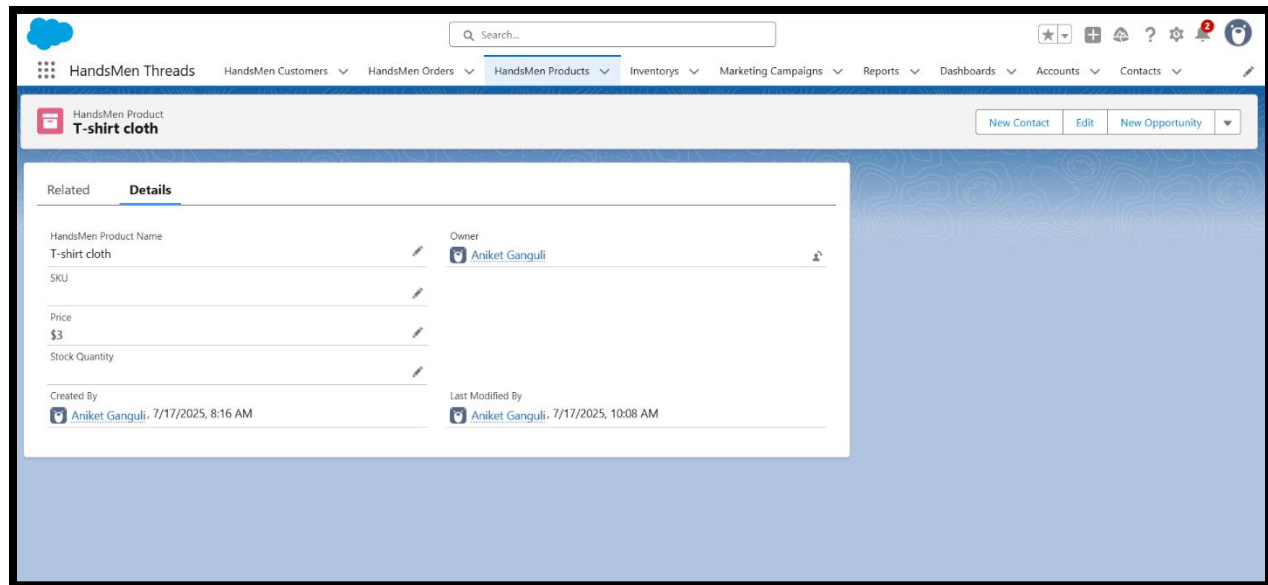 Search...
2
HandsMen Threads HandsMen Customers HandsMen Orders HandsMen Products Inventorys Marketing Campaigns Reports Dashboards Accounts Contacts
HandsMen Product
T-shirt cloth
New Contact Edit New Opportunity
Related Details
HandsMen Product Name Owner
T-shirt cloth Aniket Ganguli
SKU
Price
$3
Stock Quantity
Created By Last Modified By
Aniket Ganguli, 7/17/2025, 8:16 AM Aniket Ganguli, 7/17/2025, 10:08 AM